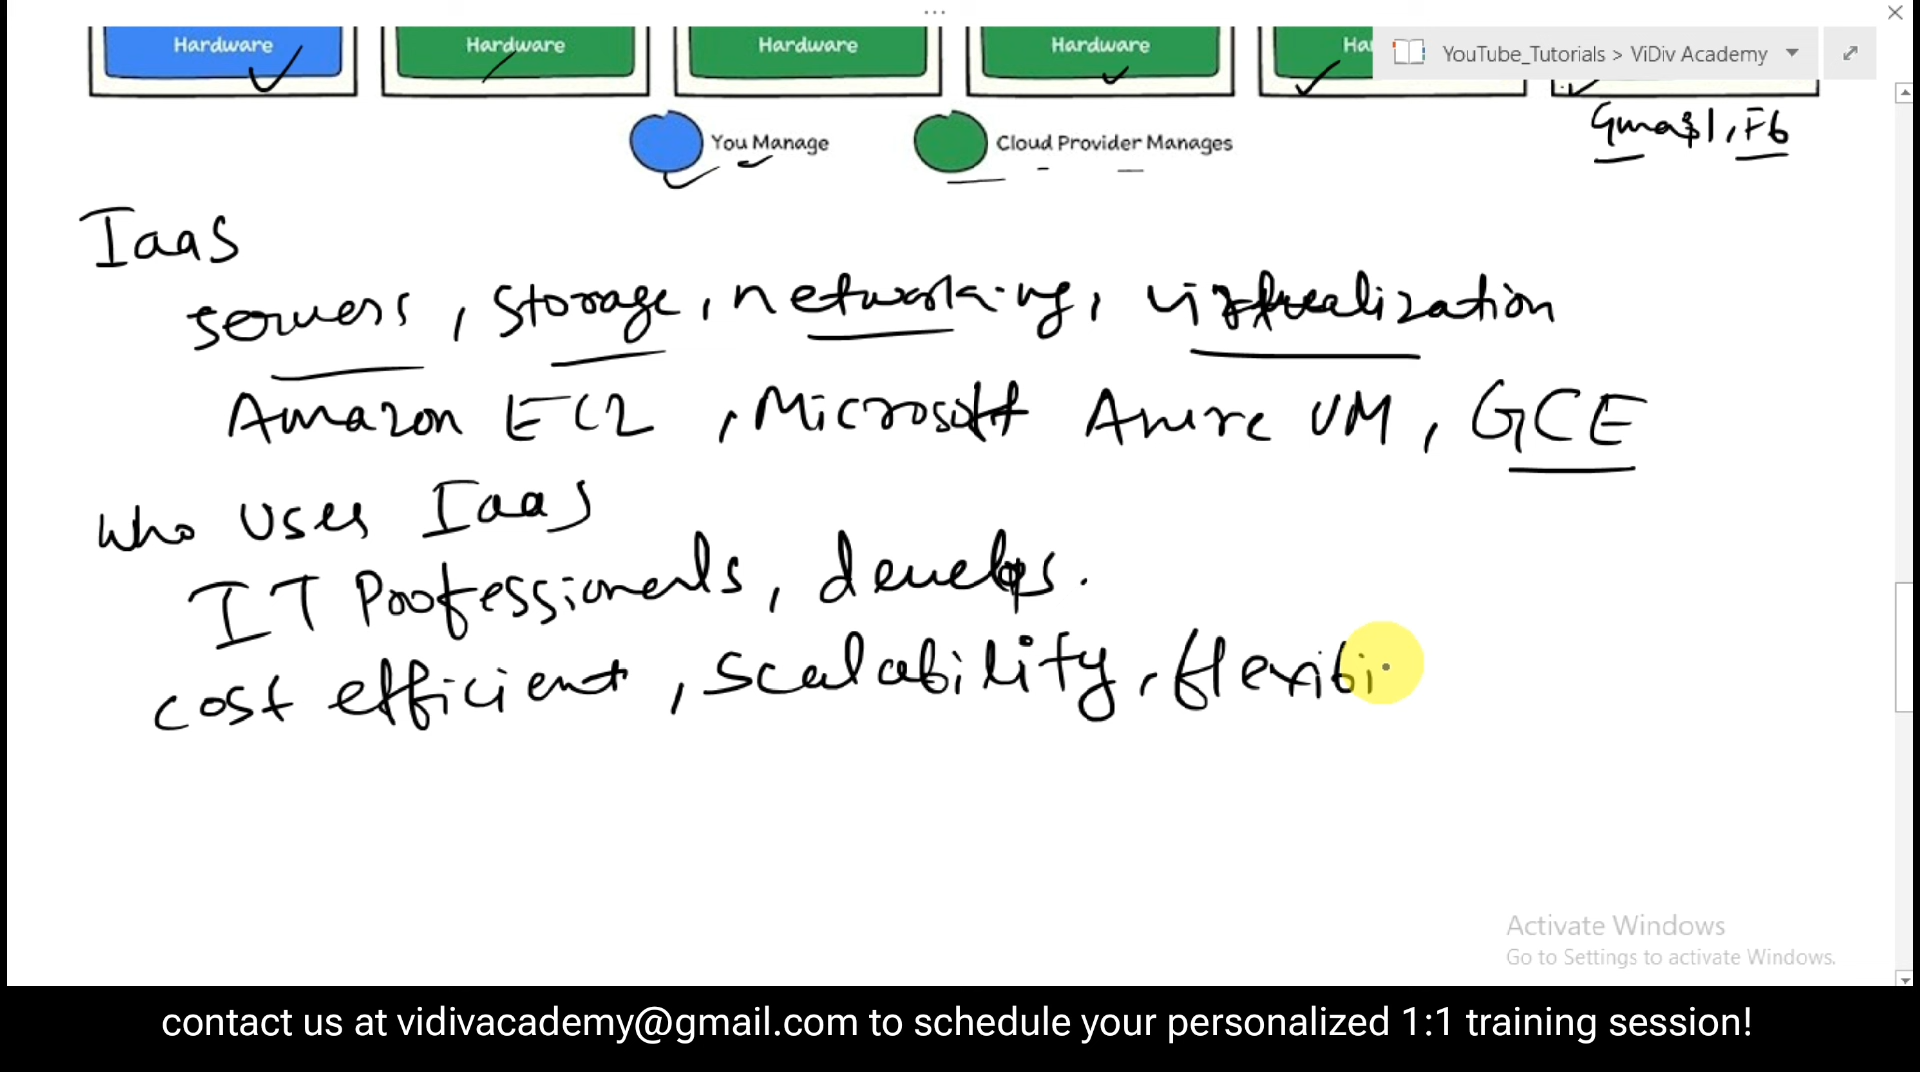 Hardware Hardware Hardware Hardware Ha
YouTube_Tutorials > ViDiv Academy
You Manage Cloud Provider Manages
IaaS
servers, storage, networking, virtualization
Amazon EC2, Microsoft Azure VM, GCE
who uses IaaS
IT Professionals, develops.
cost efficient, scalability, flexibi
Activate Windows
Go to Settings to activate Windows.
contact us at vidivacademy@gmail.com to schedule your personalized 1:1 training session!